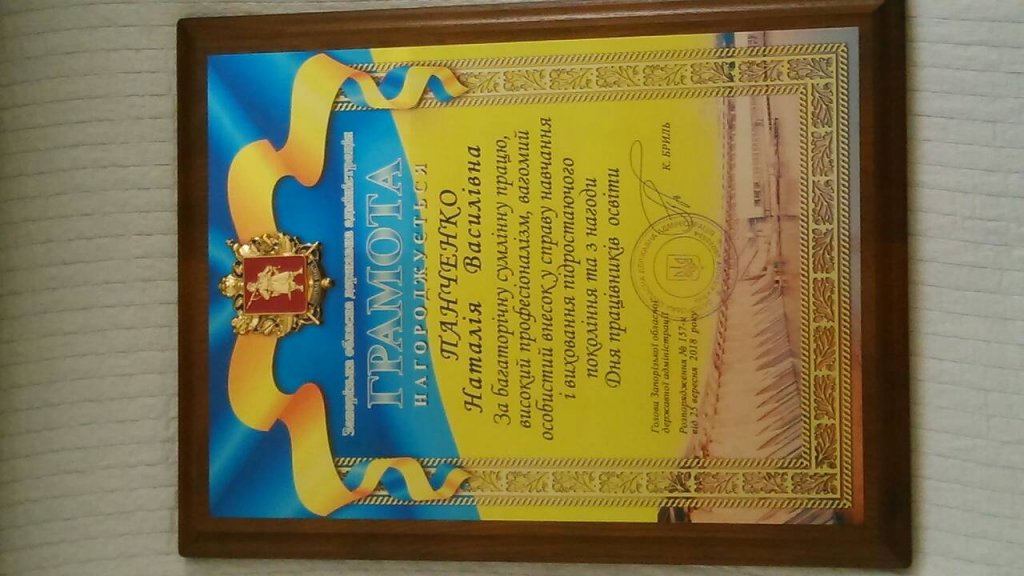 Запорізька обласна державна адміністрація
ГРАМОТА
НАГОРОДЖУЄТЬСЯ
ПАНЧЕНКО
Наталія Василівна
За багаторічну сумлінну працю,
високий професіоналізм, вагомий
особистий внесок у справу навчання
і виховання підростаючого
покоління та з нагоди
Дня працівників освіти
Голова Запорізької обласної
державної адміністрації
К. БРИЛЬ
Розпорядження № 157-к
від 25 вересня 2018 року